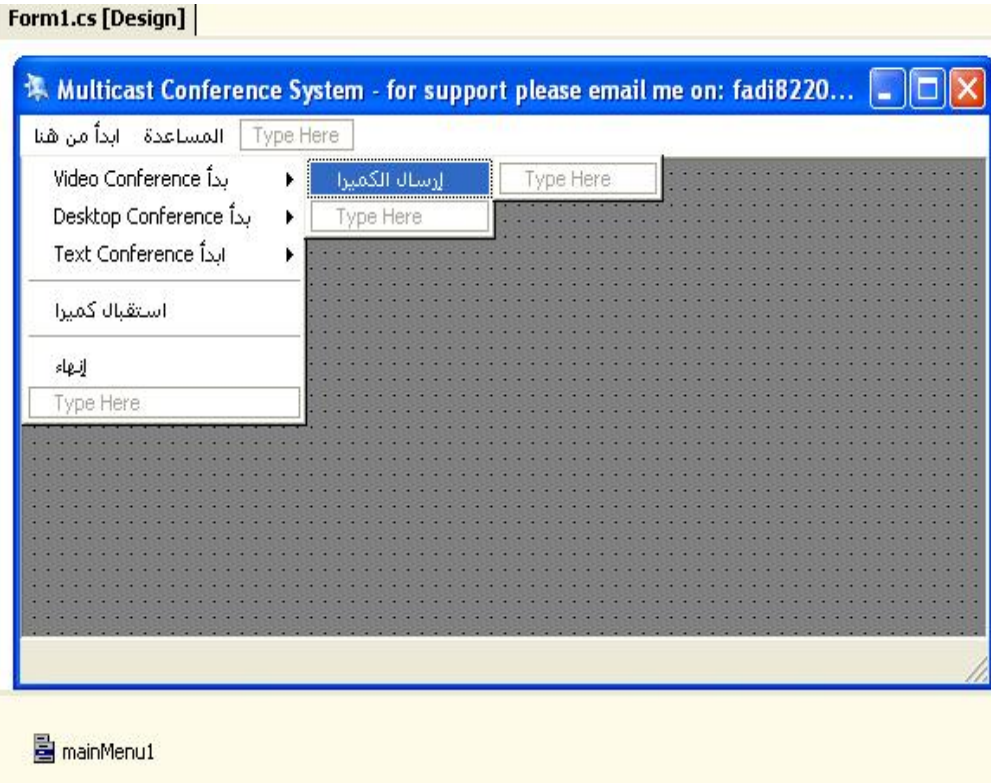 Form1.cs [Design]
Multicast Conference System - for support please email me on: fadi8220...
ابدأ من هنا المساعدة Type Here
Video Conference بدأ
إرسال الكميرا
Type Here
Desktop Conference بدأ
Type Here
Text Conference ابدأ
استقبال كميرا
إنهاء
Type Here
mainMenu1